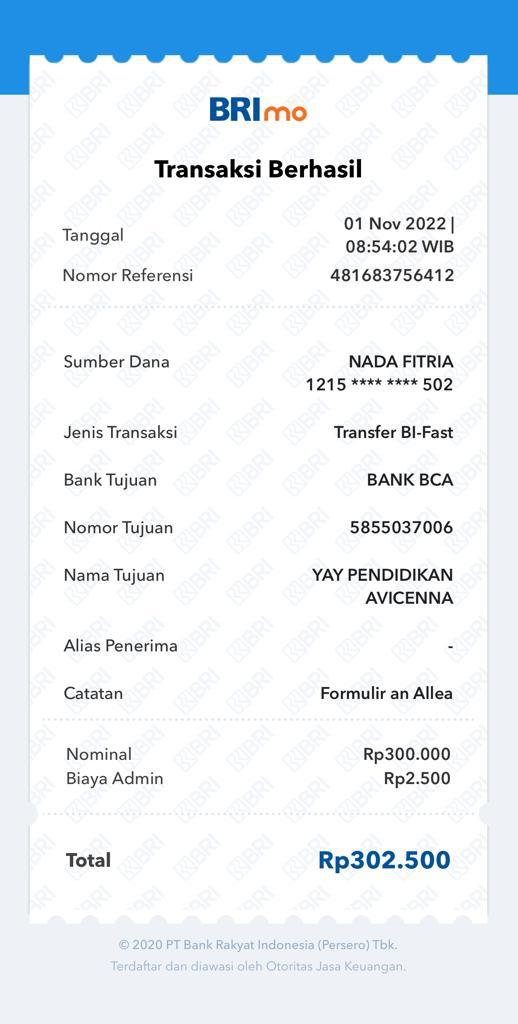 BRImo
Transaksi Berhasil
Tanggal
01 Nov 2022 |
08:54:02 WIB
Nomor Referensi 481683756412
Sumber Dana NADA FITRIA
1215 **** **** 502
Jenis Transaksi Transfer BI-Fast
Bank Tujuan BANK BCA
Nomor Tujuan 5855037006
Nama Tujuan YAY PENDIDIKAN
AVICENNA
Alias Penerima -
Catatan Formulir an Allea
Nominal Rp300.000
Biaya Admin Rp2.500
Total Rp302.500
© 2020 PT Bank Rakyat Indonesia (Persero) Tbk.
Terdaftar dan diawasi oleh Otoritas Jasa Keuangan.